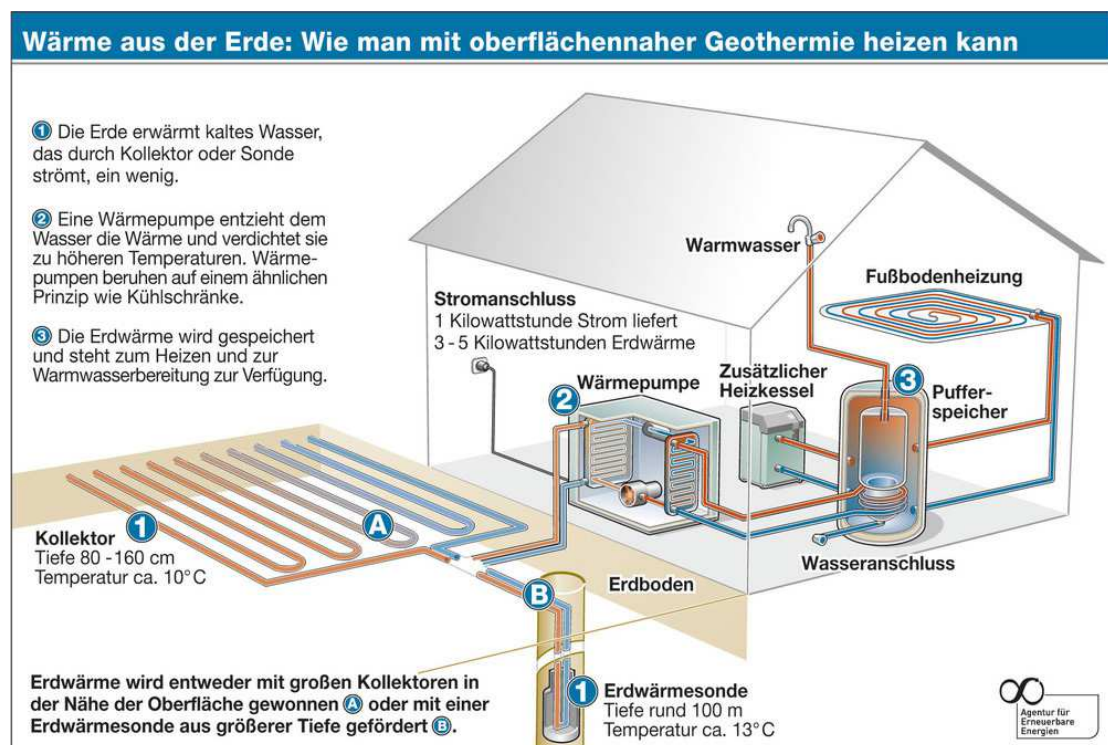 Wärme aus der Erde: Wie man mit oberflächennaher Geothermie heizen kann
1 Die Erde erwärmt kaltes Wasser,
das durch Kollektor oder Sonde
strömt, ein wenig.
2 Eine Wärmepumpe entzieht dem
Wasser die Wärme und verdichtet sie
zu höheren Temperaturen. Wärme-
pumpen beruhen auf einem ähnlichen
Prinzip wie Kühlschränke.
3 Die Erdwärme wird gespeichert
und steht zum Heizen und zur
Warmwasserbereitung zur Verfügung.
Warmwasser
Fußbodenheizung
Stromanschluss
1 Kilowattstunde Strom liefert
3 - 5 Kilowattstunden Erdwärme
2
Wärmepumpe
Zusätzlicher
Heizkessel
3
Puffer-
speicher
Wasseranschluss
1
Kollektor
Tiefe 80 -160 cm
Temperatur ca. 10° C
A
B
Erdboden
Erdwärme wird entweder mit großen Kollektoren in
der Nähe der Oberfläche gewonnen A oder mit einer
Erdwärmesonde aus größerer Tiefe gefördert B.
1
Erdwärmesonde
Tiefe rund 100 m
Temperatur ca. 13° C
Agentur für
Erneuerbare
Energien